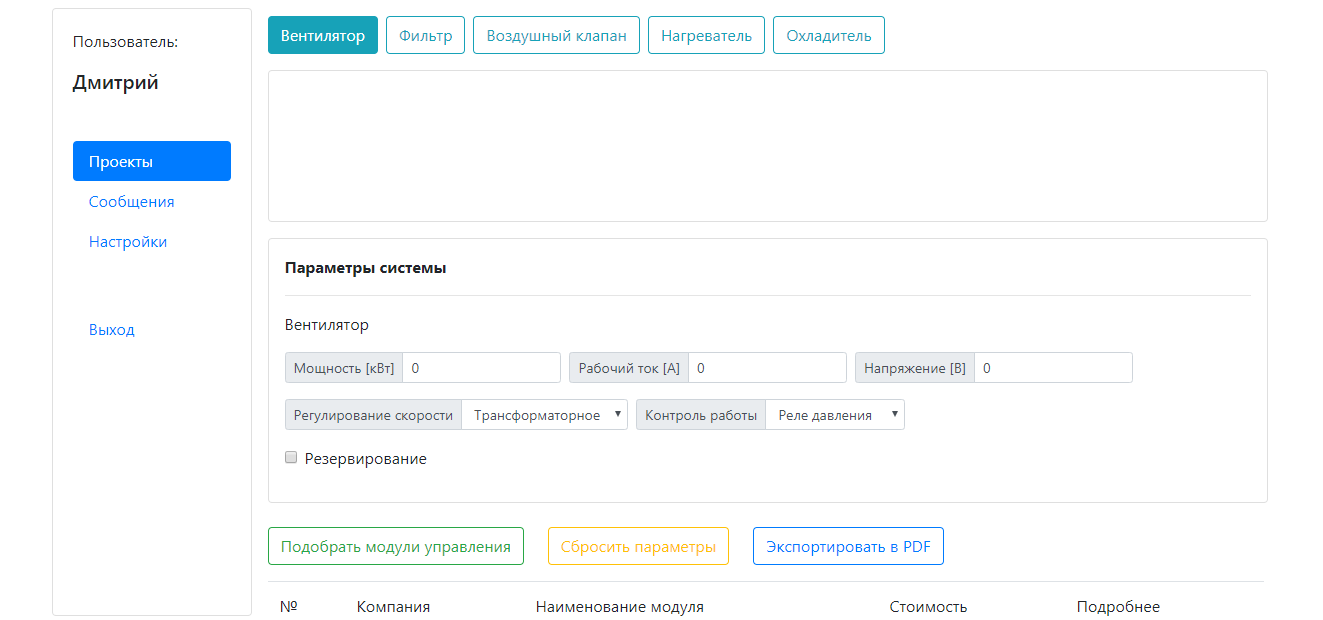 Пользователь:
Дмитрий
Проекты
Сообщения
Настройки
Выход
Вентилятор Фильтр Воздушный клапан Нагреватель Охладитель
Параметры системы
Вентилятор
Мощность [кВт] 0 Рабочий ток [А] 0 Напряжение [В] 0
Регулирование скорости Трансформаторное Контроль работы Реле давления
Резервирование
Подобрать модули управления Сбросить параметры Экспортировать в PDF
№ Компания Наименование модуля Стоимость Подробнее